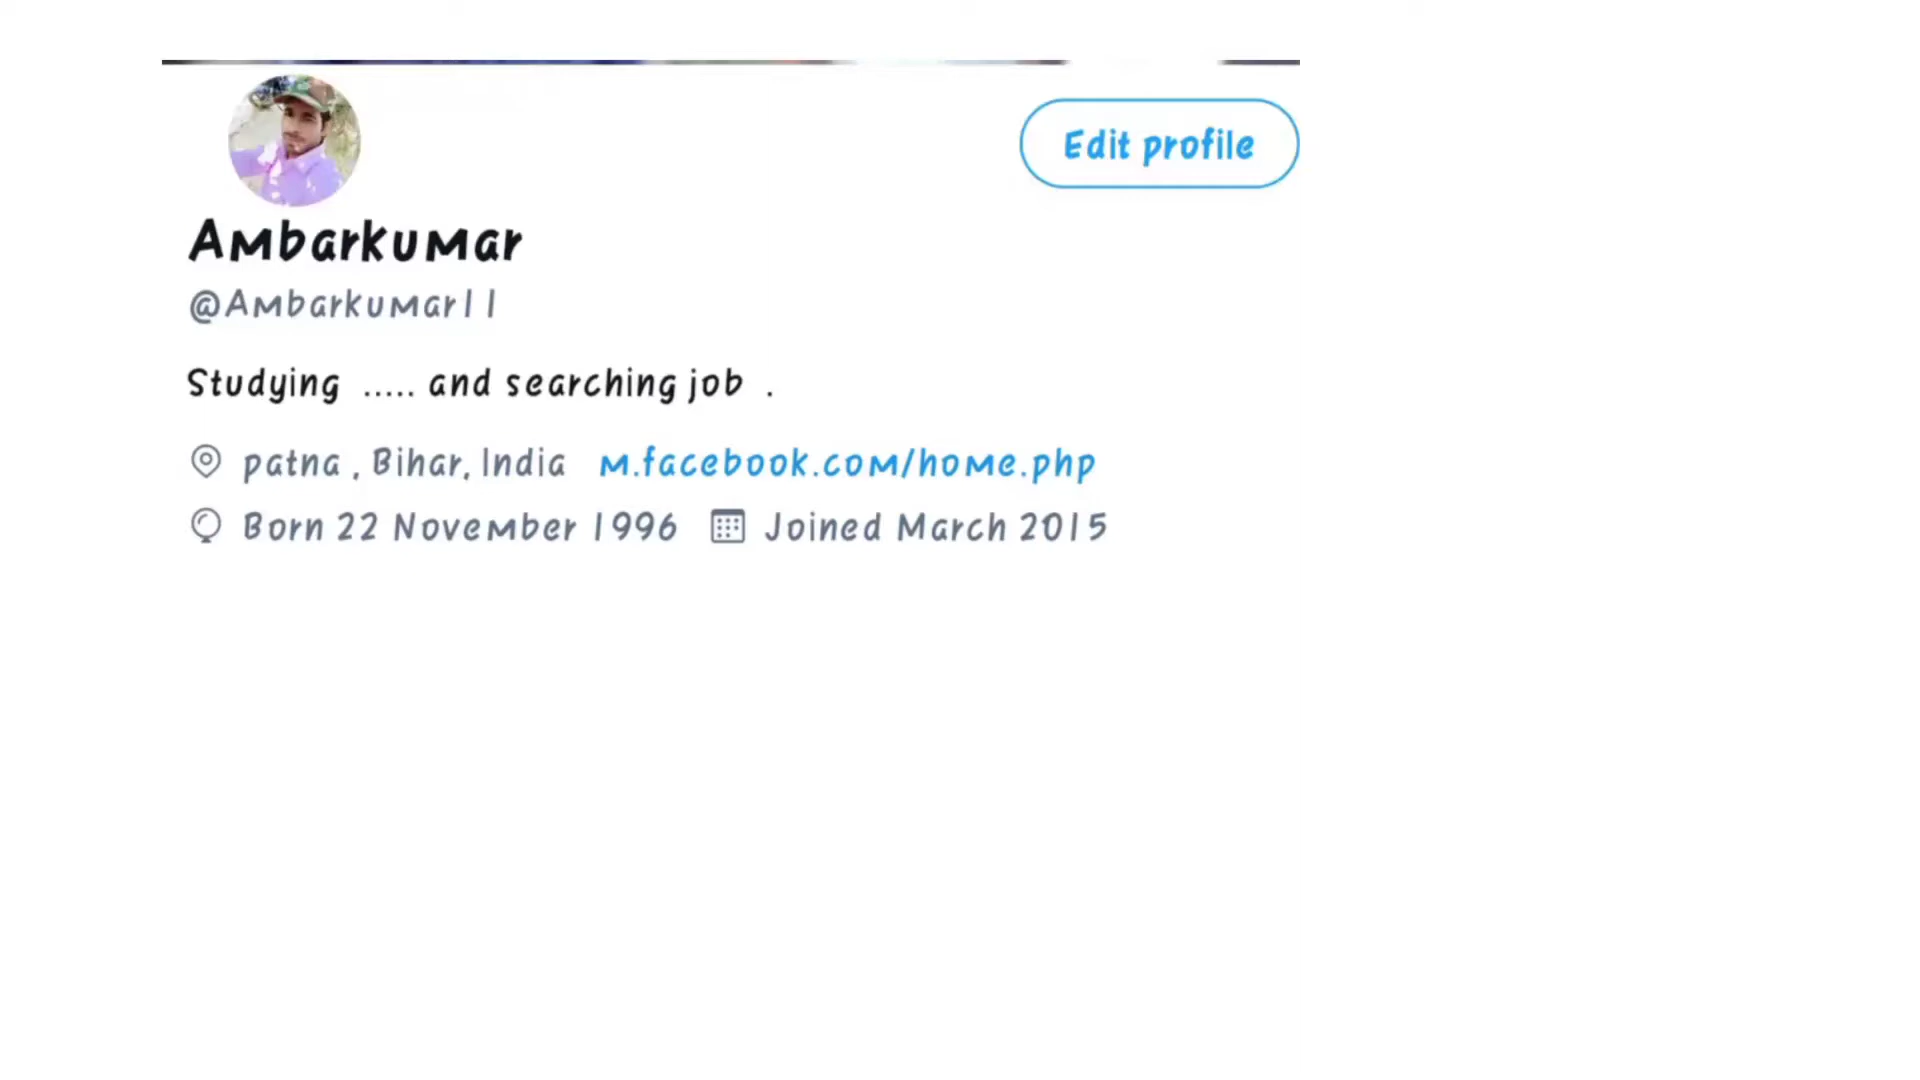 Edit profile
Ambarkumar
@Ambarkumar11
Studying ..... and searching job .
patna , Bihar, India m.facebook.com/home.php
Born 22 November 1996 Joined March 2015